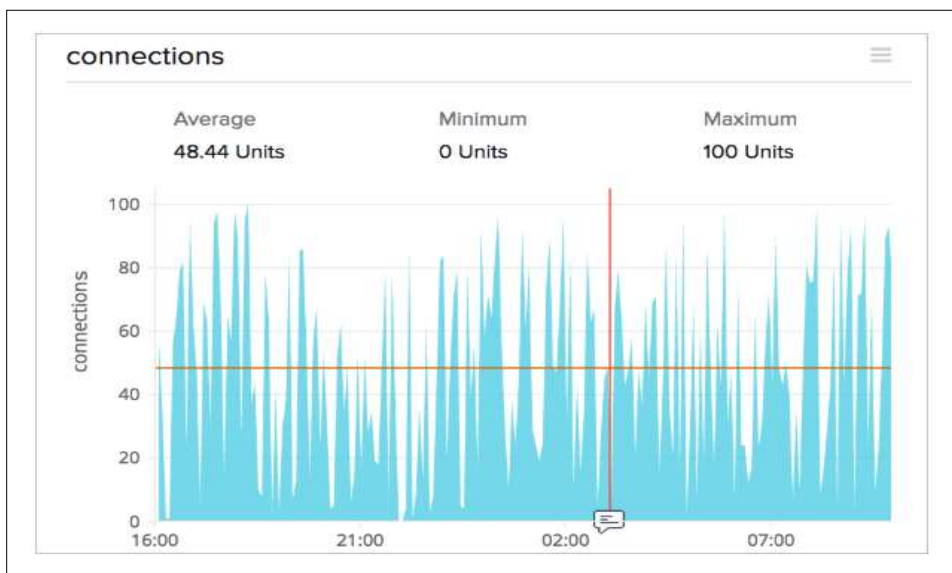 connections
Average Minimum Maximum
48.44 Units 0 Units 100 Units
100
80
60
40
20
0
connections
16:00 21:00 02:00 07:00